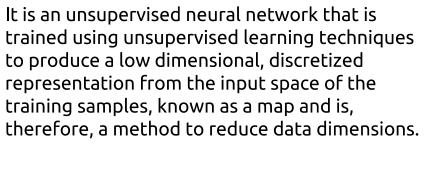 It is an unsupervised neural network that is
trained using unsupervised learning techniques
to produce a low dimensional, discretized
representation from the input space of the
training samples, known as a map and is,
therefore, a method to reduce data dimensions.